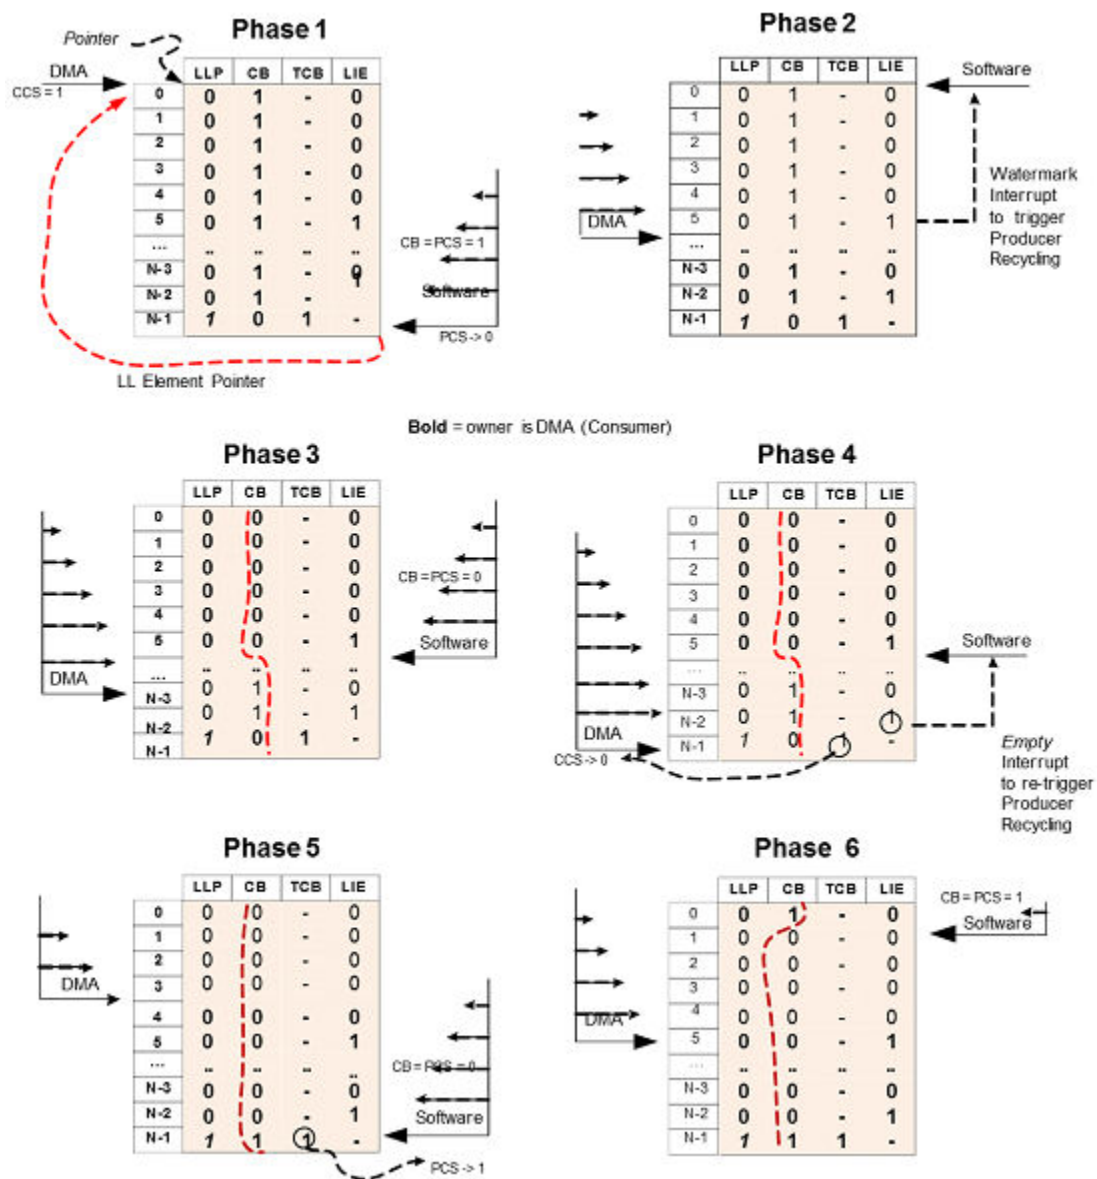 Phase 1
Pointer
DMA
CCS = 1
LLP CB TCB LIE
0 0 1 - 0
1 0 1 - 0
2 0 1 - 0
3 0 1 - 0
4 0 1 - 0
5 0 1 - 1
... .. .. - ..
N-3 0 1 - 0
N-2 0 1 - 1
N-1 1 0 1 -
CB = PCS = 1
Software
PCS -> 0
LL Element Pointer
Phase 2
LLP CB TCB LIE
0 0 1 - 0
1 0 1 - 0
2 0 1 - 0
3 0 1 - 0
4 0 1 - 0
5 0 1 - 1
... .. .. - ..
N-3 0 1 - 0
N-2 0 1 - 1
N-1 1 0 1 -
DMA
Software
Watermark
Interrupt
to trigger
Producer
Recycling
Bold = owner is DMA (Consumer)
Phase 3
LLP CB TCB LIE
0 0 0 - 0
1 0 0 - 0
2 0 0 - 0
3 0 0 - 0
4 0 0 - 0
5 0 0 - 1
... .. .. - ..
N-3 0 1 - 0
N-2 0 1 - 1
N-1 1 0 1 -
DMA
CB = PCS = 0
Software
Phase 4
LLP CB TCB LIE
0 0 0 - 0
1 0 0 - 0
2 0 0 - 0
3 0 0 - 0
4 0 0 - 0
5 0 0 - 1
... .. .. - ..
N-3 0 1 - 0
N-2 0 1 - 1
N-1 1 0 1 -
DMA
CCS -> 0
Software
Empty
Interrupt
to re-trigger
Producer
Recycling
Phase 5
LLP CB TCB LIE
0 0 0 - 0
1 0 0 - 0
2 0 0 - 0
3 0 0 - 0
4 0 0 - 0
5 0 0 - 1
... .. .. - ..
N-3 0 0 - 0
N-2 0 0 - 1
N-1 1 1 1 -
DMA
CB = PCS = 0
Software
PCS -> 1
Phase 6
LLP CB TCB LIE
0 0 1 - 0
1 0 0 - 0
2 0 0 - 0
3 0 0 - 0
4 0 0 - 0
5 0 0 - 1
... .. .. - ..
N-3 0 0 - 0
N-2 0 0 - 1
N-1 1 1 1 -
DMA
CB = PCS = 1
Software